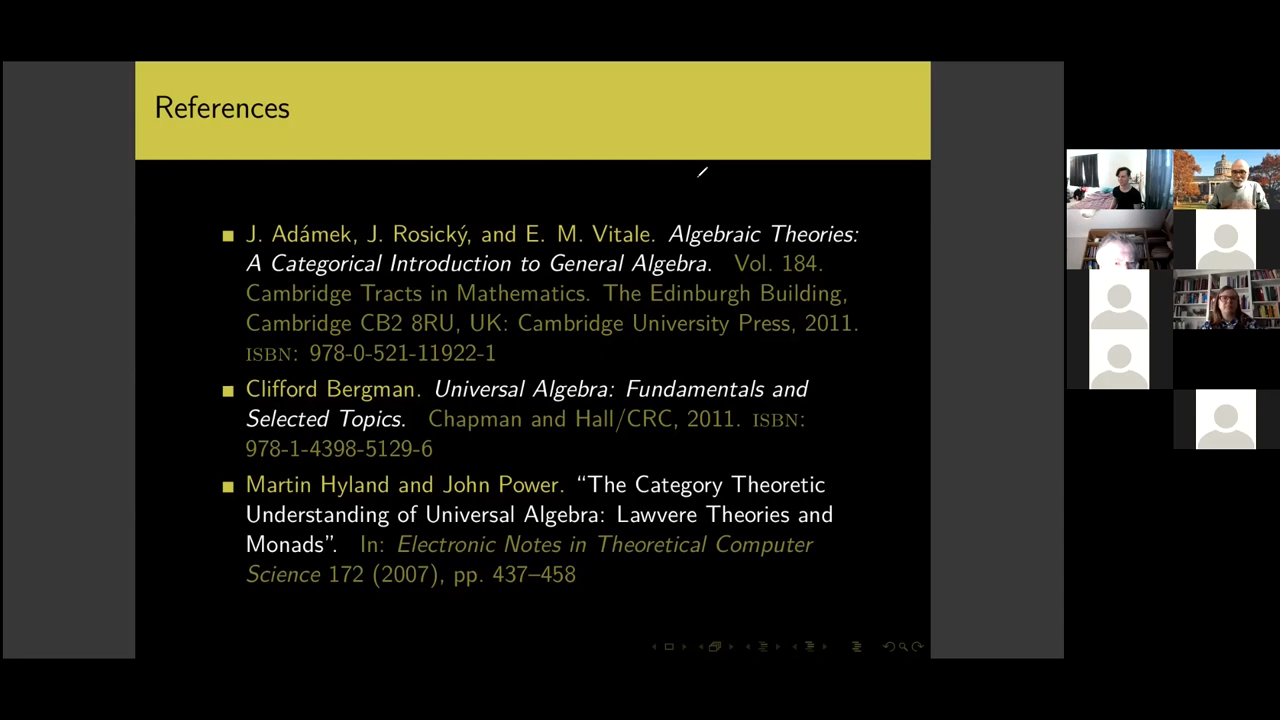 References
J. Adámek, J. Rosický, and E. M. Vitale. Algebraic Theories:
A Categorical Introduction to General Algebra. Vol. 184.
Cambridge Tracts in Mathematics. The Edinburgh Building,
Cambridge CB2 8RU, UK: Cambridge University Press, 2011.
ISBN: 978-0-521-11922-1
Clifford Bergman. Universal Algebra: Fundamentals and
Selected Topics. Chapman and Hall/CRC, 2011. ISBN:
978-1-4398-5129-6
Martin Hyland and John Power. “The Category Theoretic
Understanding of Universal Algebra: Lawvere Theories and
Monads”. In: Electronic Notes in Theoretical Computer
Science 172 (2007), pp. 437–458